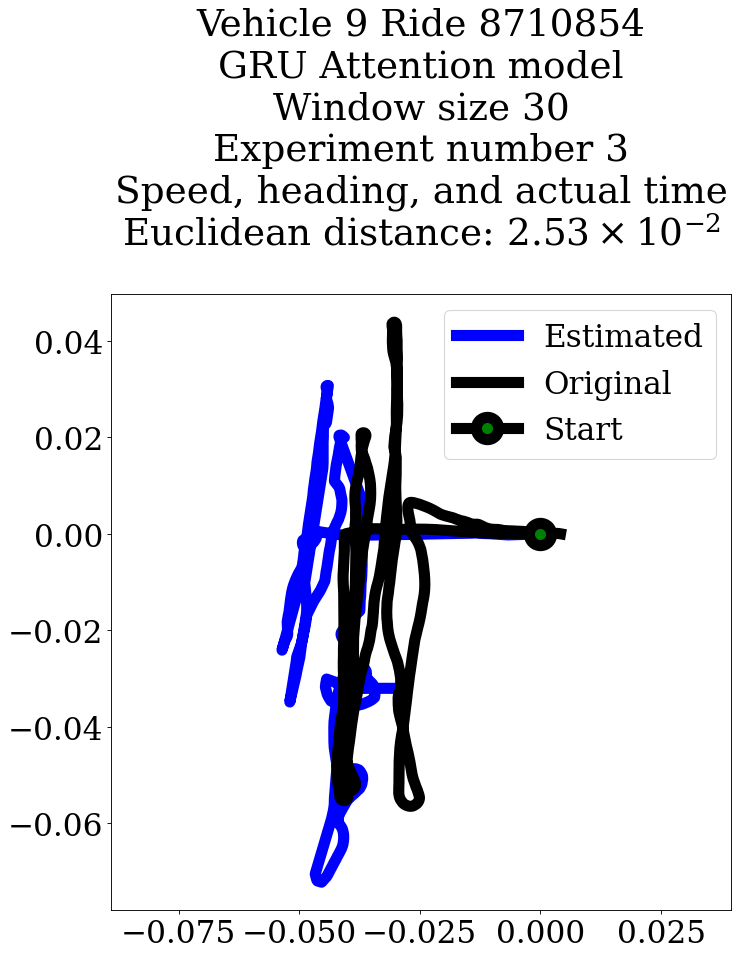 Vehicle 9 Ride 8710854
GRU Attention model
Window size 30
Experiment number 3
Speed, heading, and actual time
Euclidean distance: 2.53 × 10⁻²
Estimated
Original
Start
0.04
0.02
0.00
−0.02
−0.04
−0.06
−0.075 −0.050 −0.025 0.000 0.025